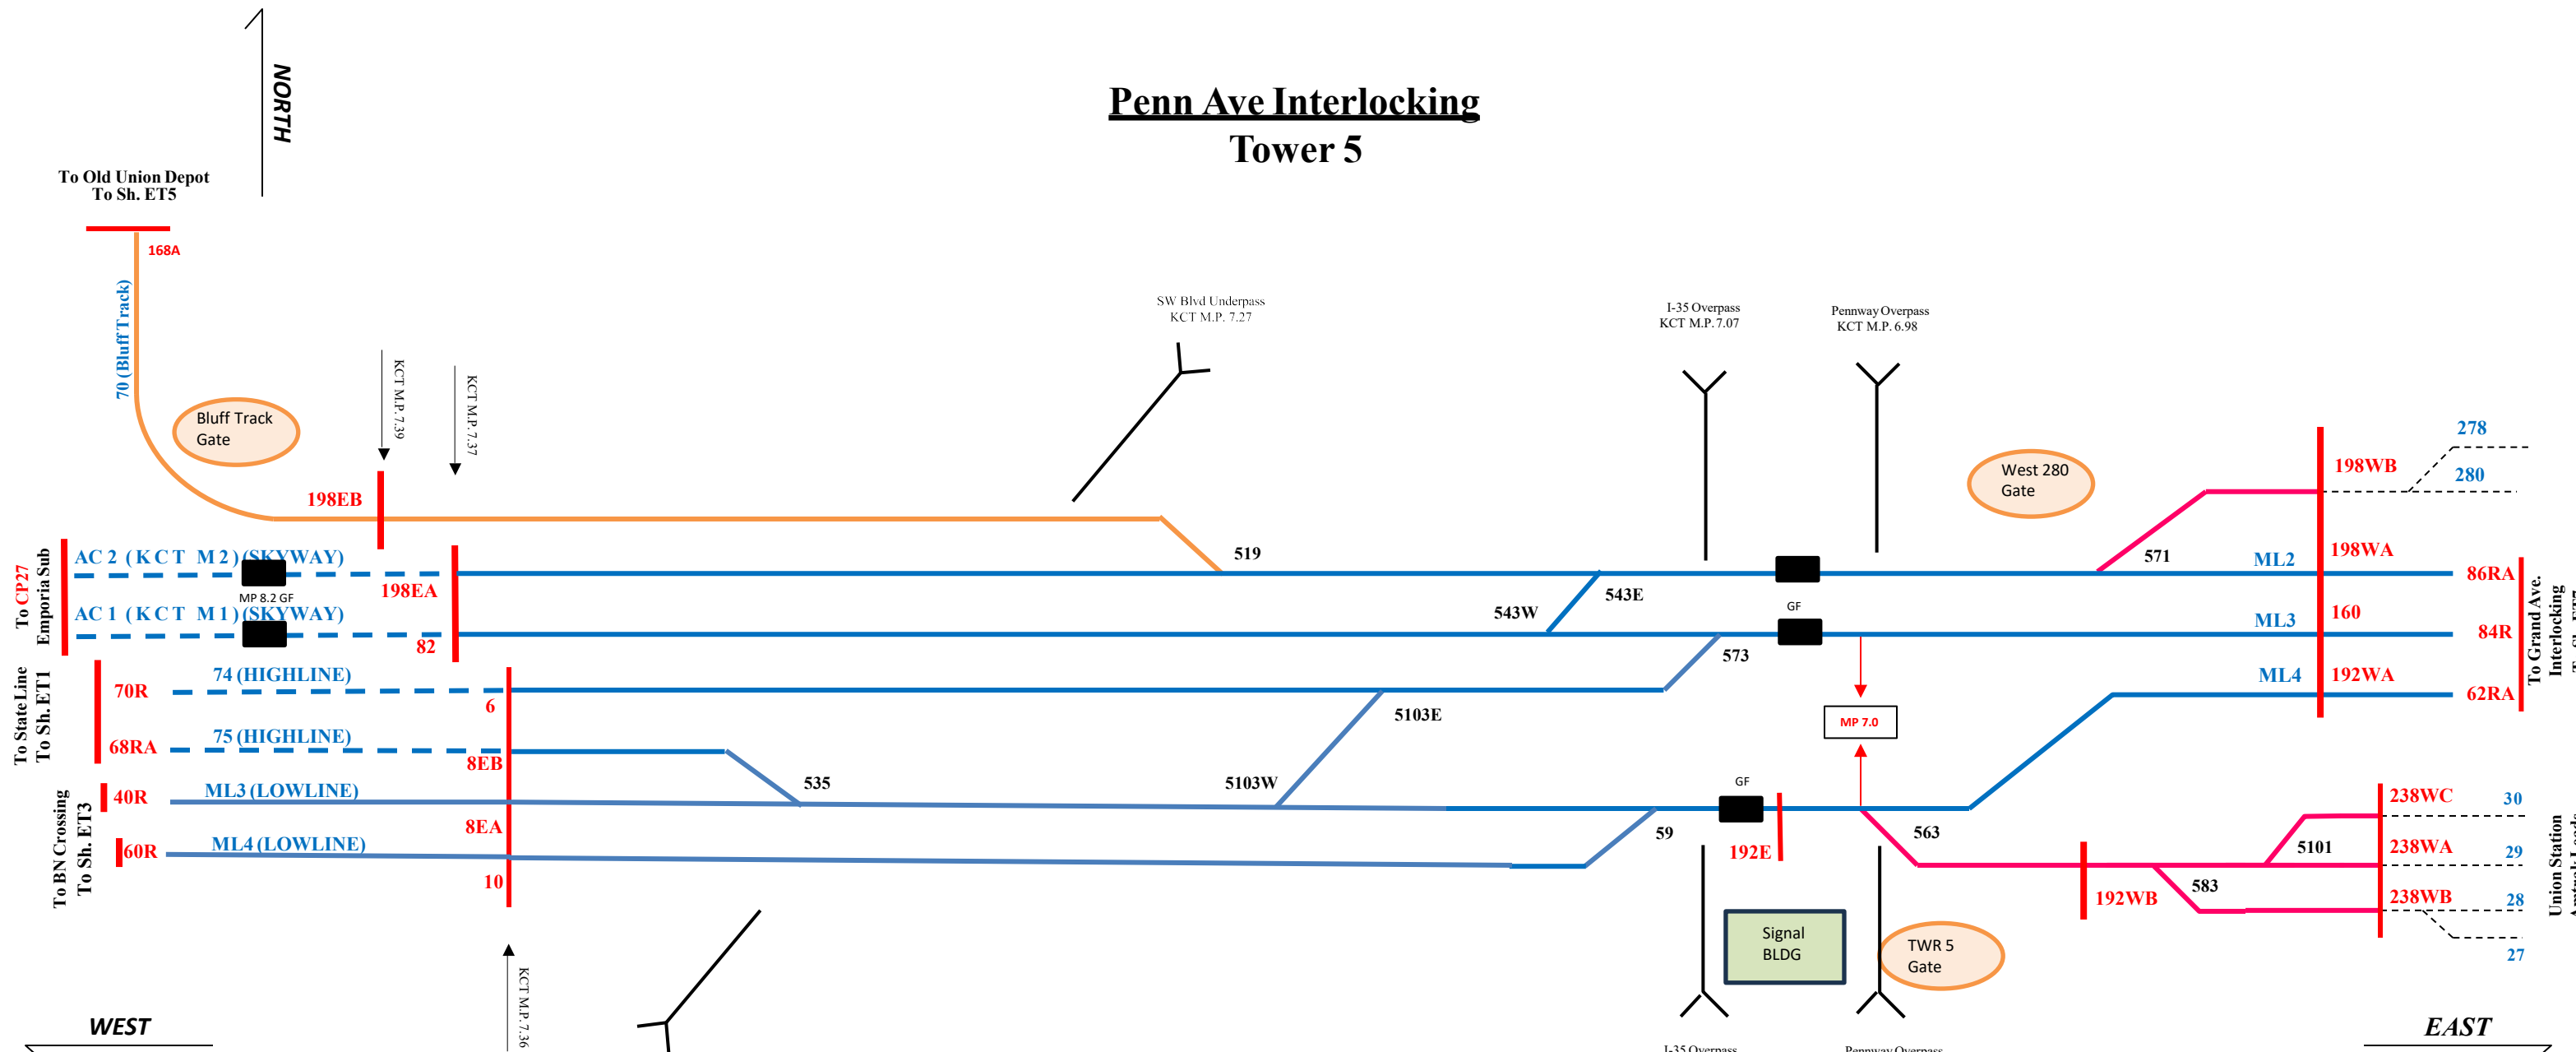 NORTH
Penn Ave Interlocking
Tower 5
To Old Union Depot
To Sh. ET5
168A
70 (Bluff Track)
Bluff Track
Gate
KCT M.P. 7.39
KCT M.P. 7.37
SW Blvd Underpass
KCT M.P. 7.27
I-35 Overpass
KCT M.P. 7.07
Pennway Overpass
KCT M.P. 6.98
West 280
Gate
278
280
198WB
198EB
519
571
ML2
198WA
86RA
To CP27
Emporia Sub
AC 2 (KCT M2)(SKYWAY)
198EA
MP 8.2 GF
AC 1 (KCT M1)(SKYWAY)
82
543W
543E
GF
ML3
160
84R
To Grand Ave.
Interlocking
573
ML4
192WA
62RA
To State Line
To Sh. ET1
70R
74 (HIGHLINE)
6
5103E
MP 7.0
68RA
75 (HIGHLINE)
8EB
535
5103W
GF
To BN Crossing
To Sh. ET3
40R
ML3 (LOWLINE)
8EA
60R
ML4 (LOWLINE)
10
59
192E
563
192WB
583
5101
238WC
30
238WA
29
238WB
28
27
Union Station
Signal
BLDG
TWR 5
Gate
KCT M.P. 7.36
WEST
EAST
I-35 Overpass
Pennway Overpass